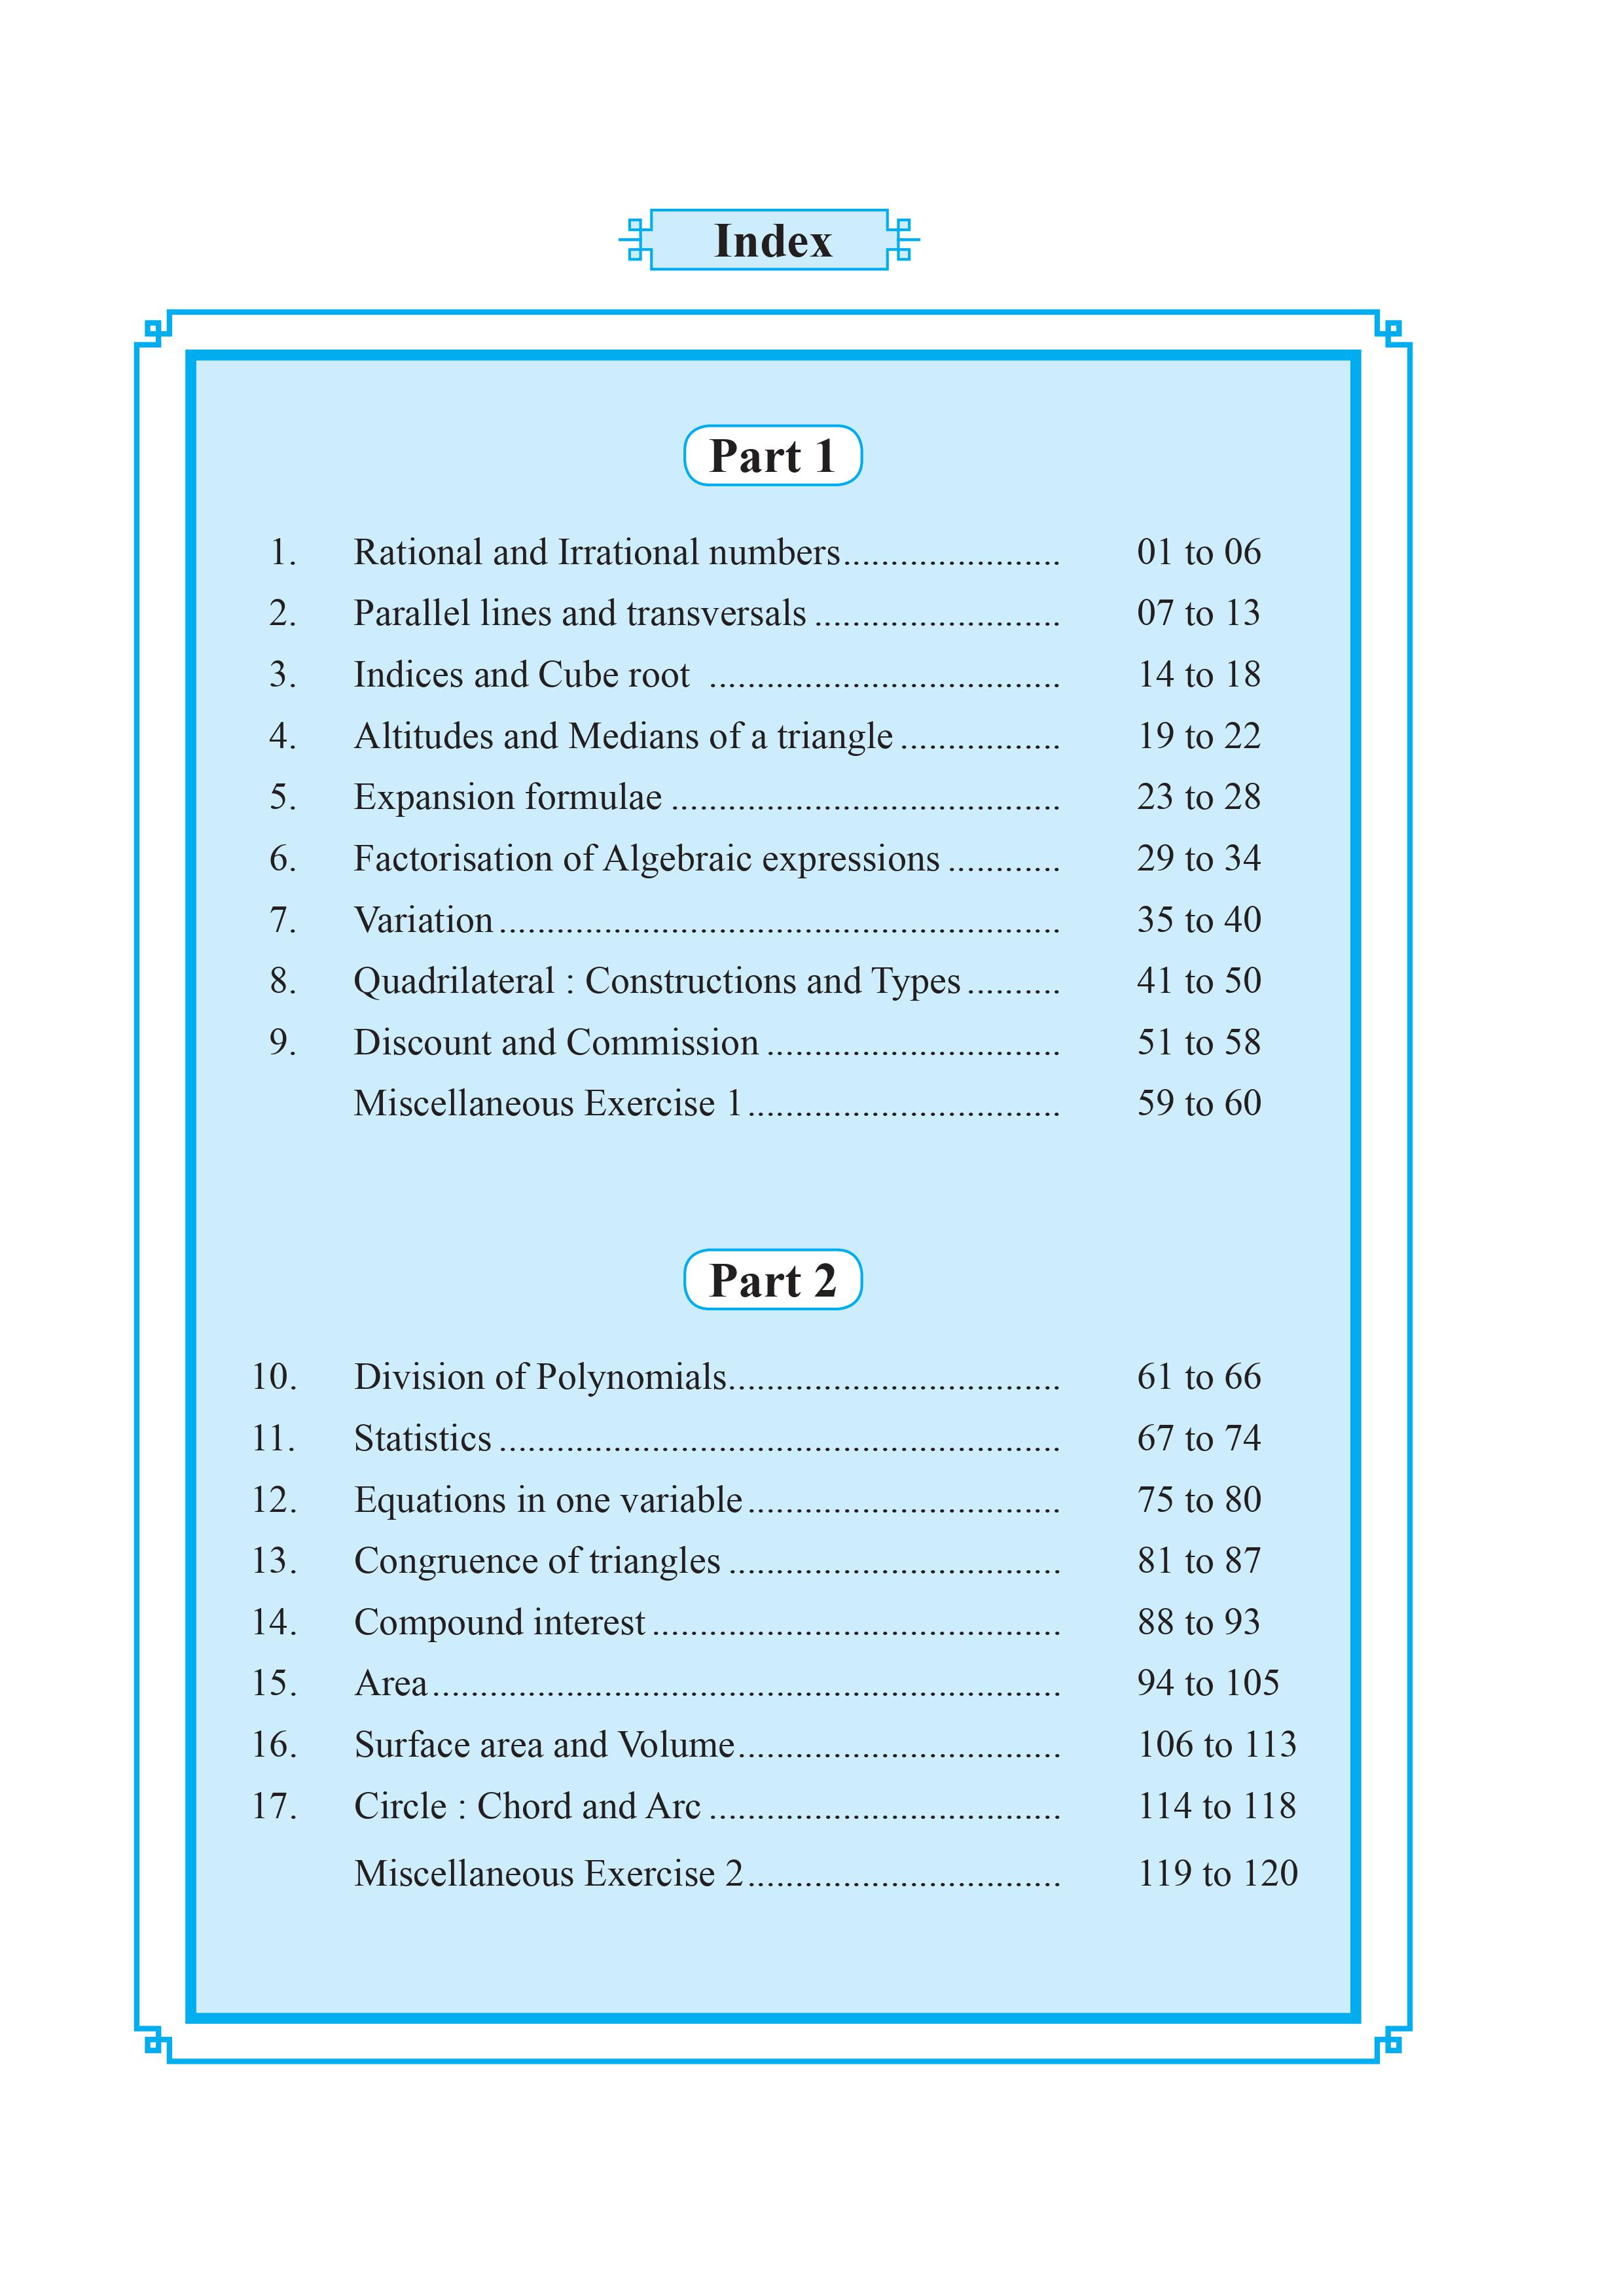 Index
Part 1
1. Rational and Irrational numbers....................... 01 to 06
2. Parallel lines and transversals .......................... 07 to 13
3. Indices and Cube root ..................................... 14 to 18
4. Altitudes and Medians of a triangle ................. 19 to 22
5. Expansion formulae ......................................... 23 to 28
6. Factorisation of Algebraic expressions ............ 29 to 34
7. Variation ........................................................... 35 to 40
8. Quadrilateral : Constructions and Types .......... 41 to 50
9. Discount and Commission ............................... 51 to 58
Miscellaneous Exercise 1 ................................. 59 to 60
Part 2
10. Division of Polynomials................................... 61 to 66
11. Statistics ........................................................... 67 to 74
12. Equations in one variable ................................. 75 to 80
13. Congruence of triangles ................................... 81 to 87
14. Compound interest ........................................... 88 to 93
15. Area .................................................................. 94 to 105
16. Surface area and Volume.................................. 106 to 113
17. Circle : Chord and Arc ..................................... 114 to 118
Miscellaneous Exercise 2 ................................. 119 to 120